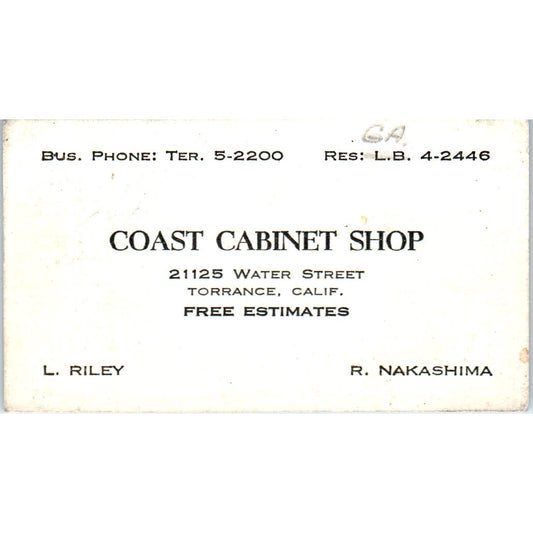 GA
BUS. PHONE: TER. 5-2200 RES: L.B. 4-2446
COAST CABINET SHOP
21125 WATER STREET
TORRANCE, CALIF.
FREE ESTIMATES
L. RILEY R. NAKASHIMA